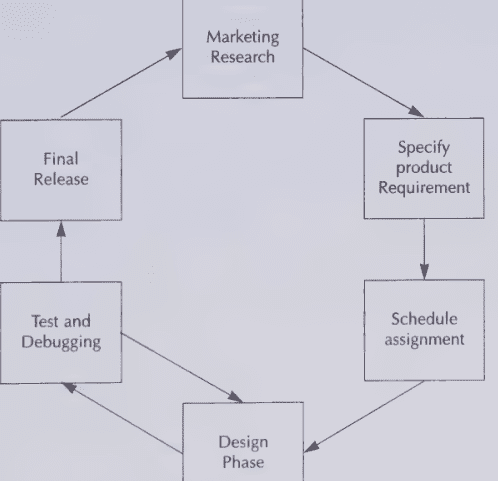 Marketing
Research
Specify
product
Requirement
Schedule
assignment
Design
Phase
Test and
Debugging
Final
Release